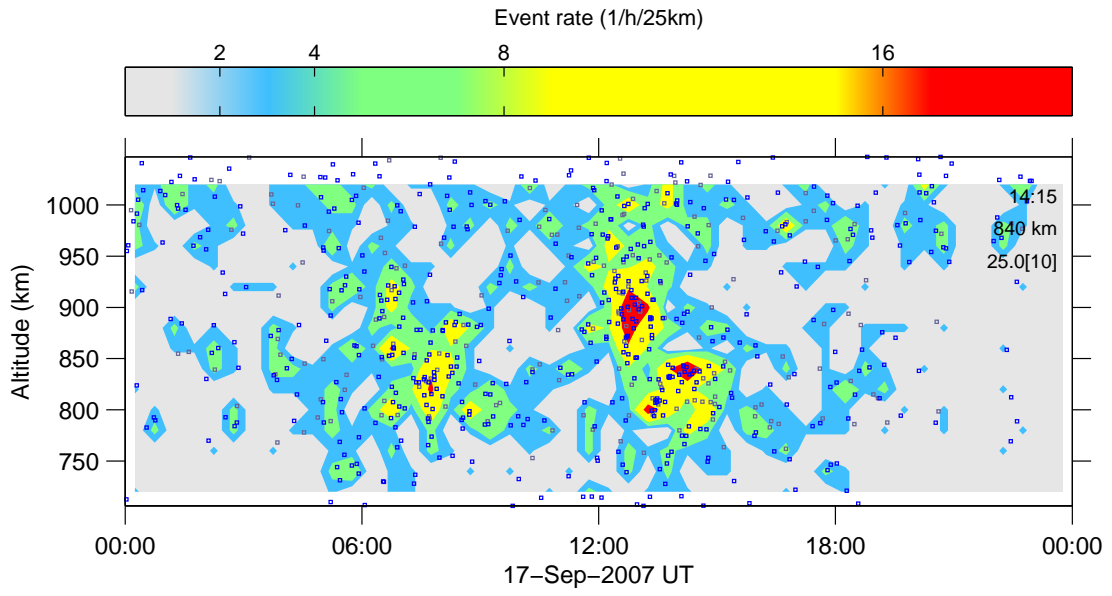 Event rate (1/h/25km)
2 4 8 16
1000
950
900
850
800
750
Altitude (km)
14:15
840 km
25.0[10]
00:00 06:00 12:00 18:00 00:00
17−Sep−2007 UT